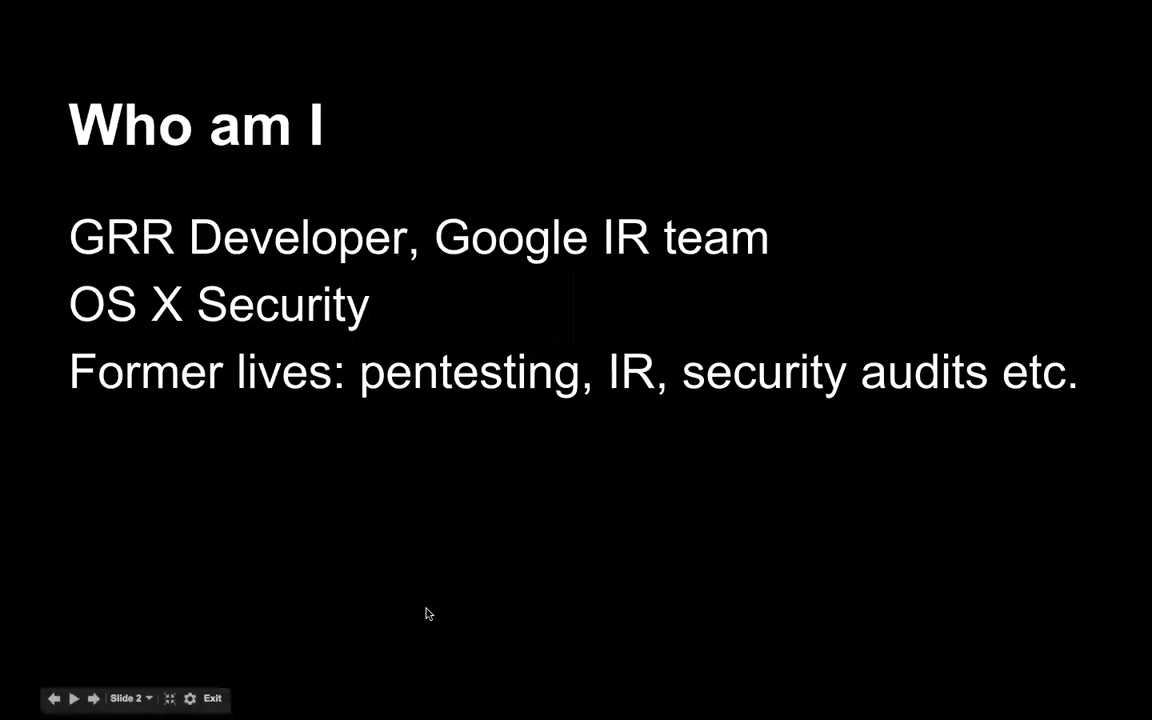 Who am I
GRR Developer, Google IR team
OS X Security
Former lives: pentesting, IR, security audits etc.
Slide 2
Exit